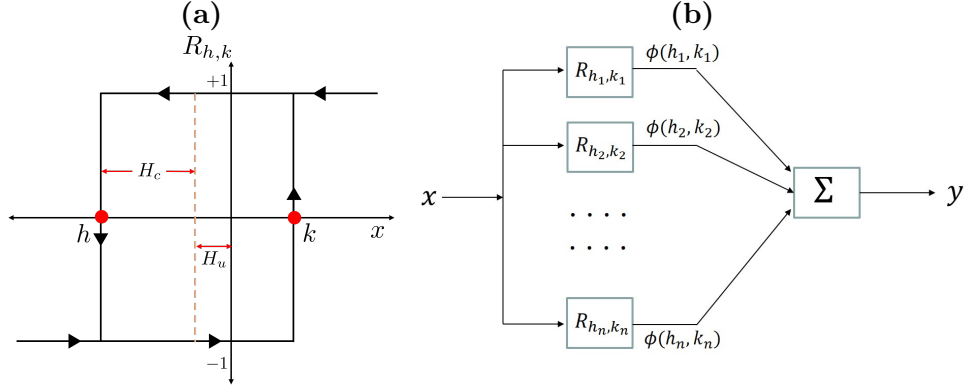 (a)
R_{h,k}
+1
H_c
h
k
x
H_u
−1
(b)
x
R_{h_1,k_1}
ϕ(h_1, k_1)
R_{h_2,k_2}
ϕ(h_2, k_2)
. . . .
. . . .
R_{h_n,k_n}
ϕ(h_n, k_n)
Σ
y